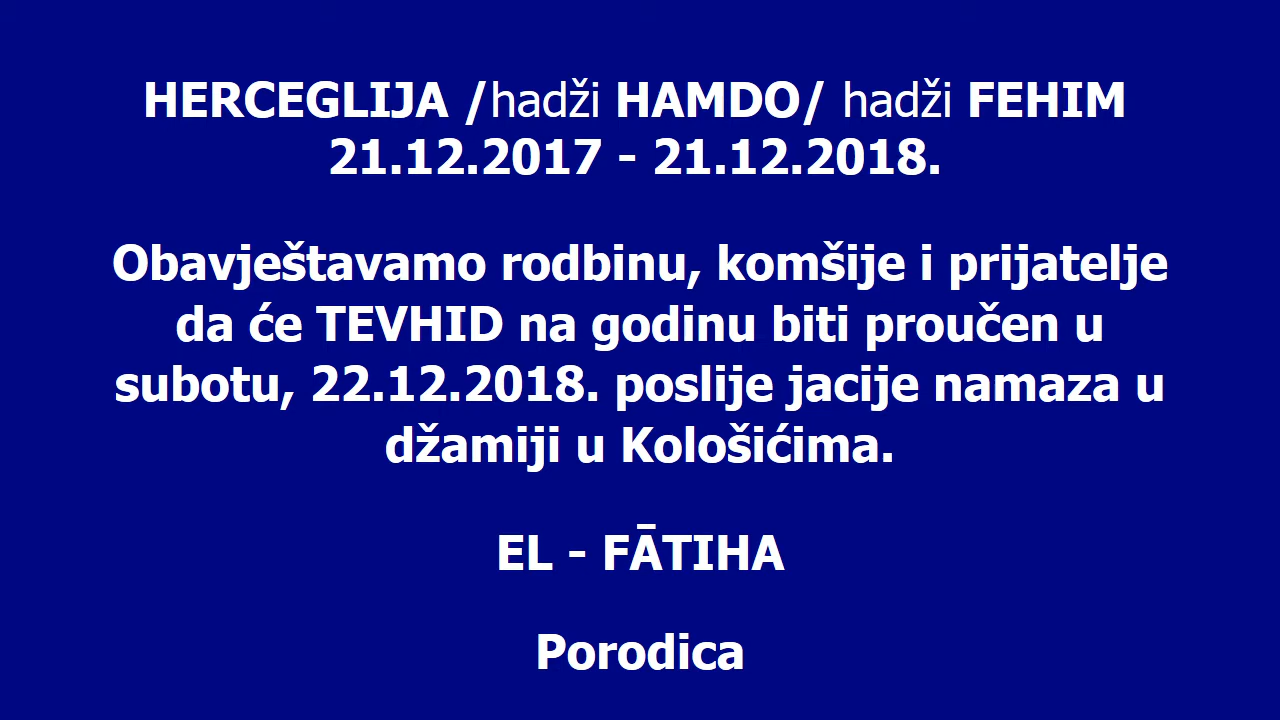 HERCEGLIJA /hadži HAMDO/ hadži FEHIM
21.12.2017 - 21.12.2018.
Obavještavamo rodbinu, komšije i prijatelje
da će TEVHID na godinu biti proučen u
subotu, 22.12.2018. poslije jacije namaza u
džamiji u Kološićima.
EL - FĀTIHA
Porodica